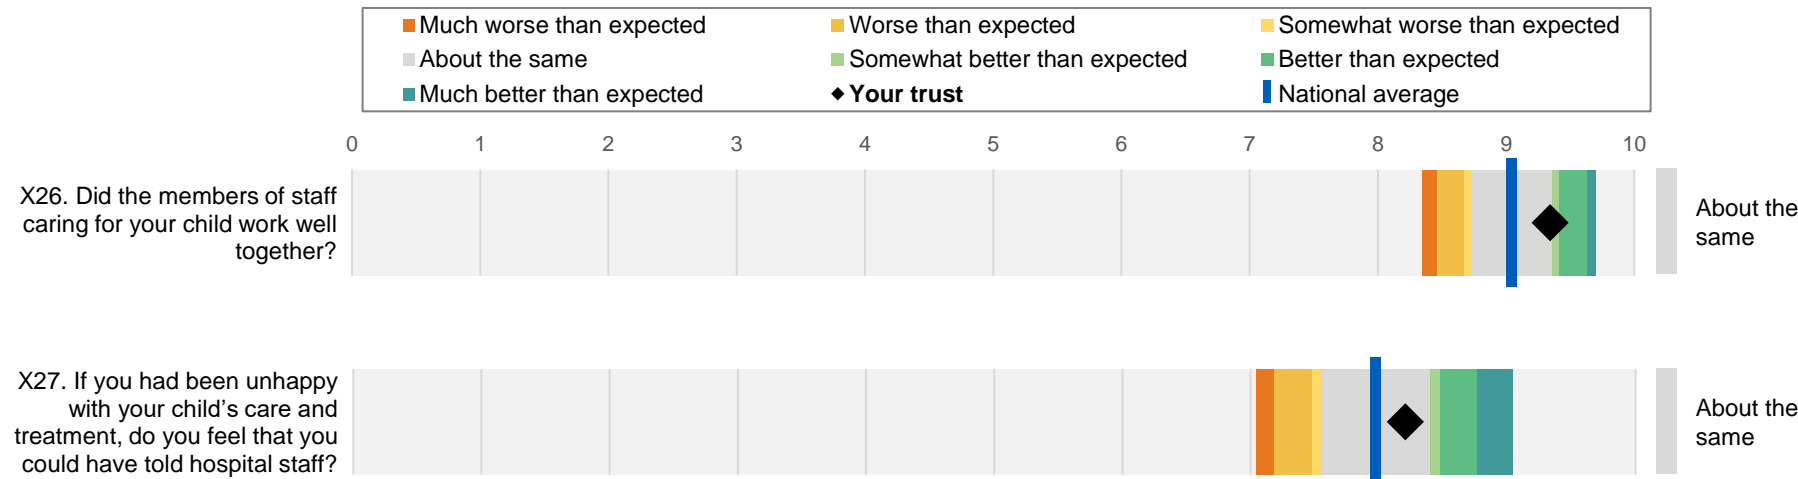 Much worse than expected Worse than expected Somewhat worse than expected
About the same Somewhat better than expected Better than expected
Much better than expected Your trust National average
0 1 2 3 4 5 6 7 8 9 10
X26. Did the members of staff
caring for your child work well
together?
About the
same
X27. If you had been unhappy
with your child’s care and
treatment, do you feel that you
could have told hospital staff?
About the
same